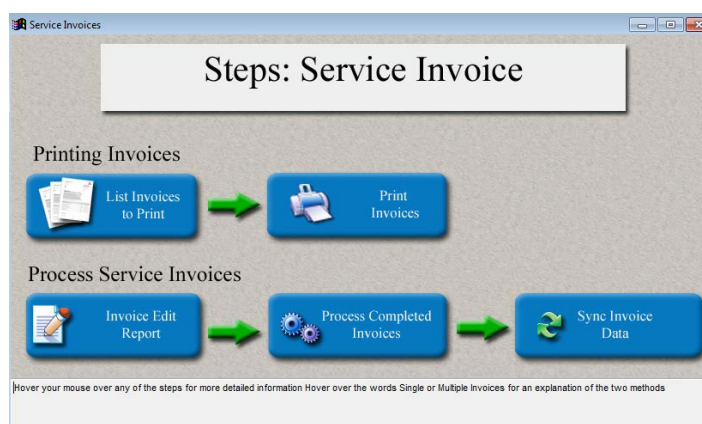 Service Invoices
Steps: Service Invoice
Printing Invoices
List Invoices
to Print
Print
Invoices
Process Service Invoices
Invoice Edit
Report
Process Completed
Invoices
Sync Invoice
Data
Hover your mouse over any of the steps for more detailed information Hover over the words Single or Multiple Invoices for an explanation of the two methods